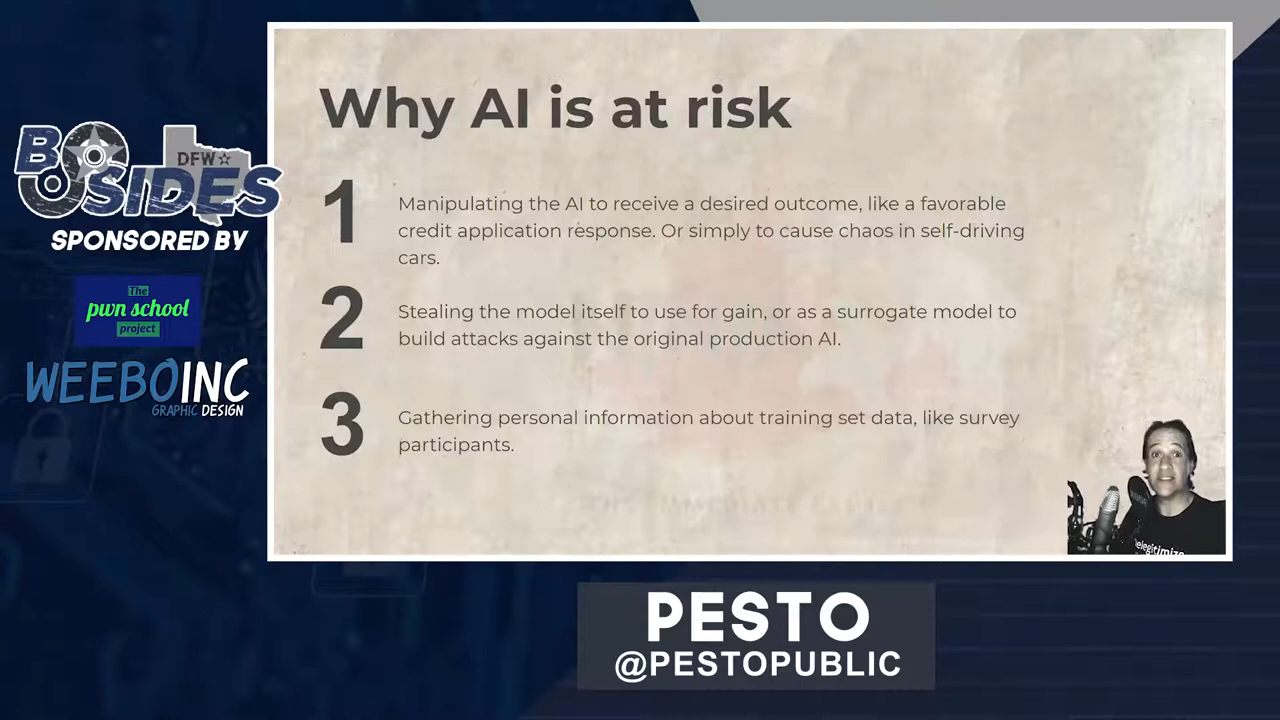 Why AI is at risk
1
Manipulating the AI to receive a desired outcome, like a favorable
credit application response. Or simply to cause chaos in self-driving
cars.
2
Stealing the model itself to use for gain, or as a surrogate model to
build attacks against the original production AI.
3
Gathering personal information about training set data, like survey
participants.
BSIDES
DFW
SPONSORED BY
The
pwn school
project
WEEBOINC
GRAPHIC DESIGN
PESTO
@PESTOPUBLIC